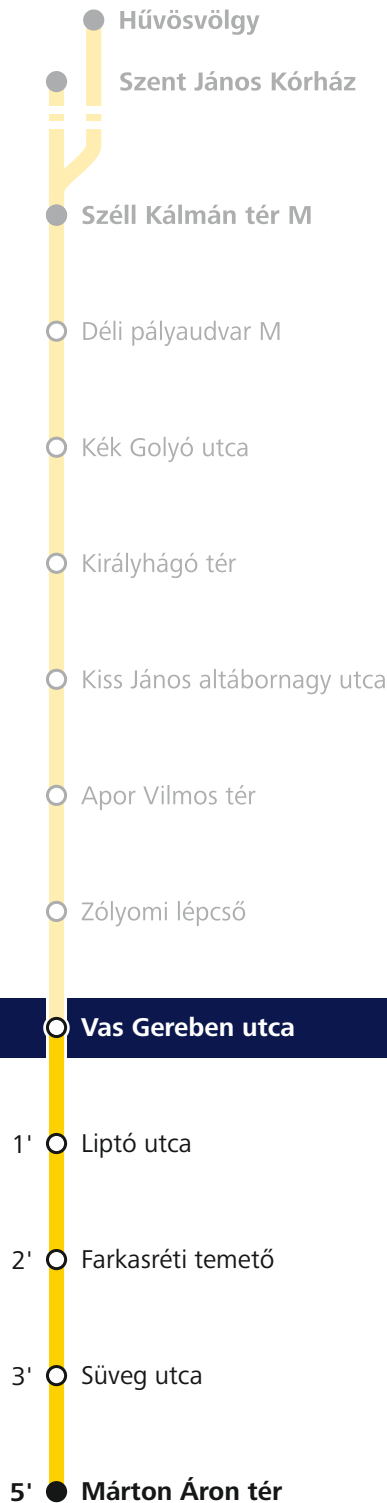 Hűvösvölgy
Szent János Kórház
Széll Kálmán tér M
Déli pályaudvar M
Kék Golyó utca
Királyhágó tér
Kiss János altábornagy utca
Apor Vilmos tér
Zólyomi lépcső
Vas Gereben utca
1' Liptó utca
2' Farkasréti temető
3' Süveg utca
5' Márton Áron tér